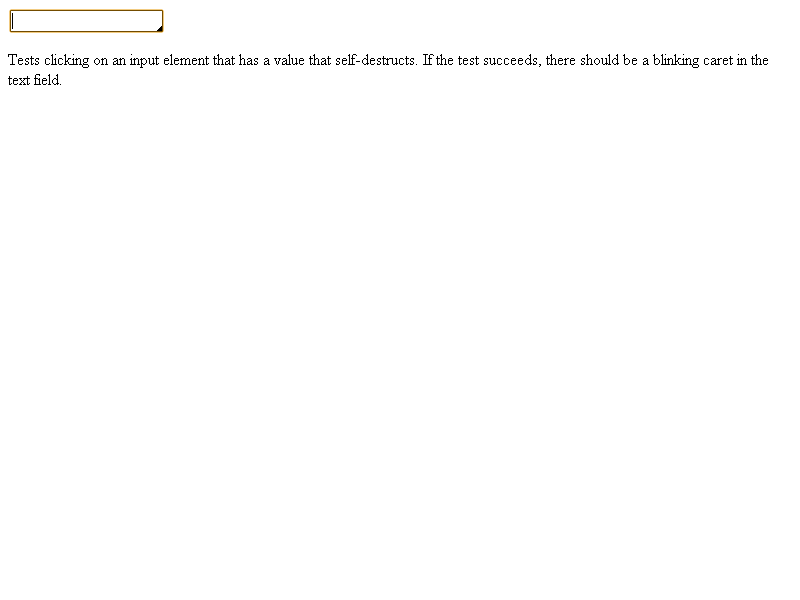 Tests clicking on an input element that has a value that self-destructs. If the test succeeds, there should be a blinking caret in the
text field.